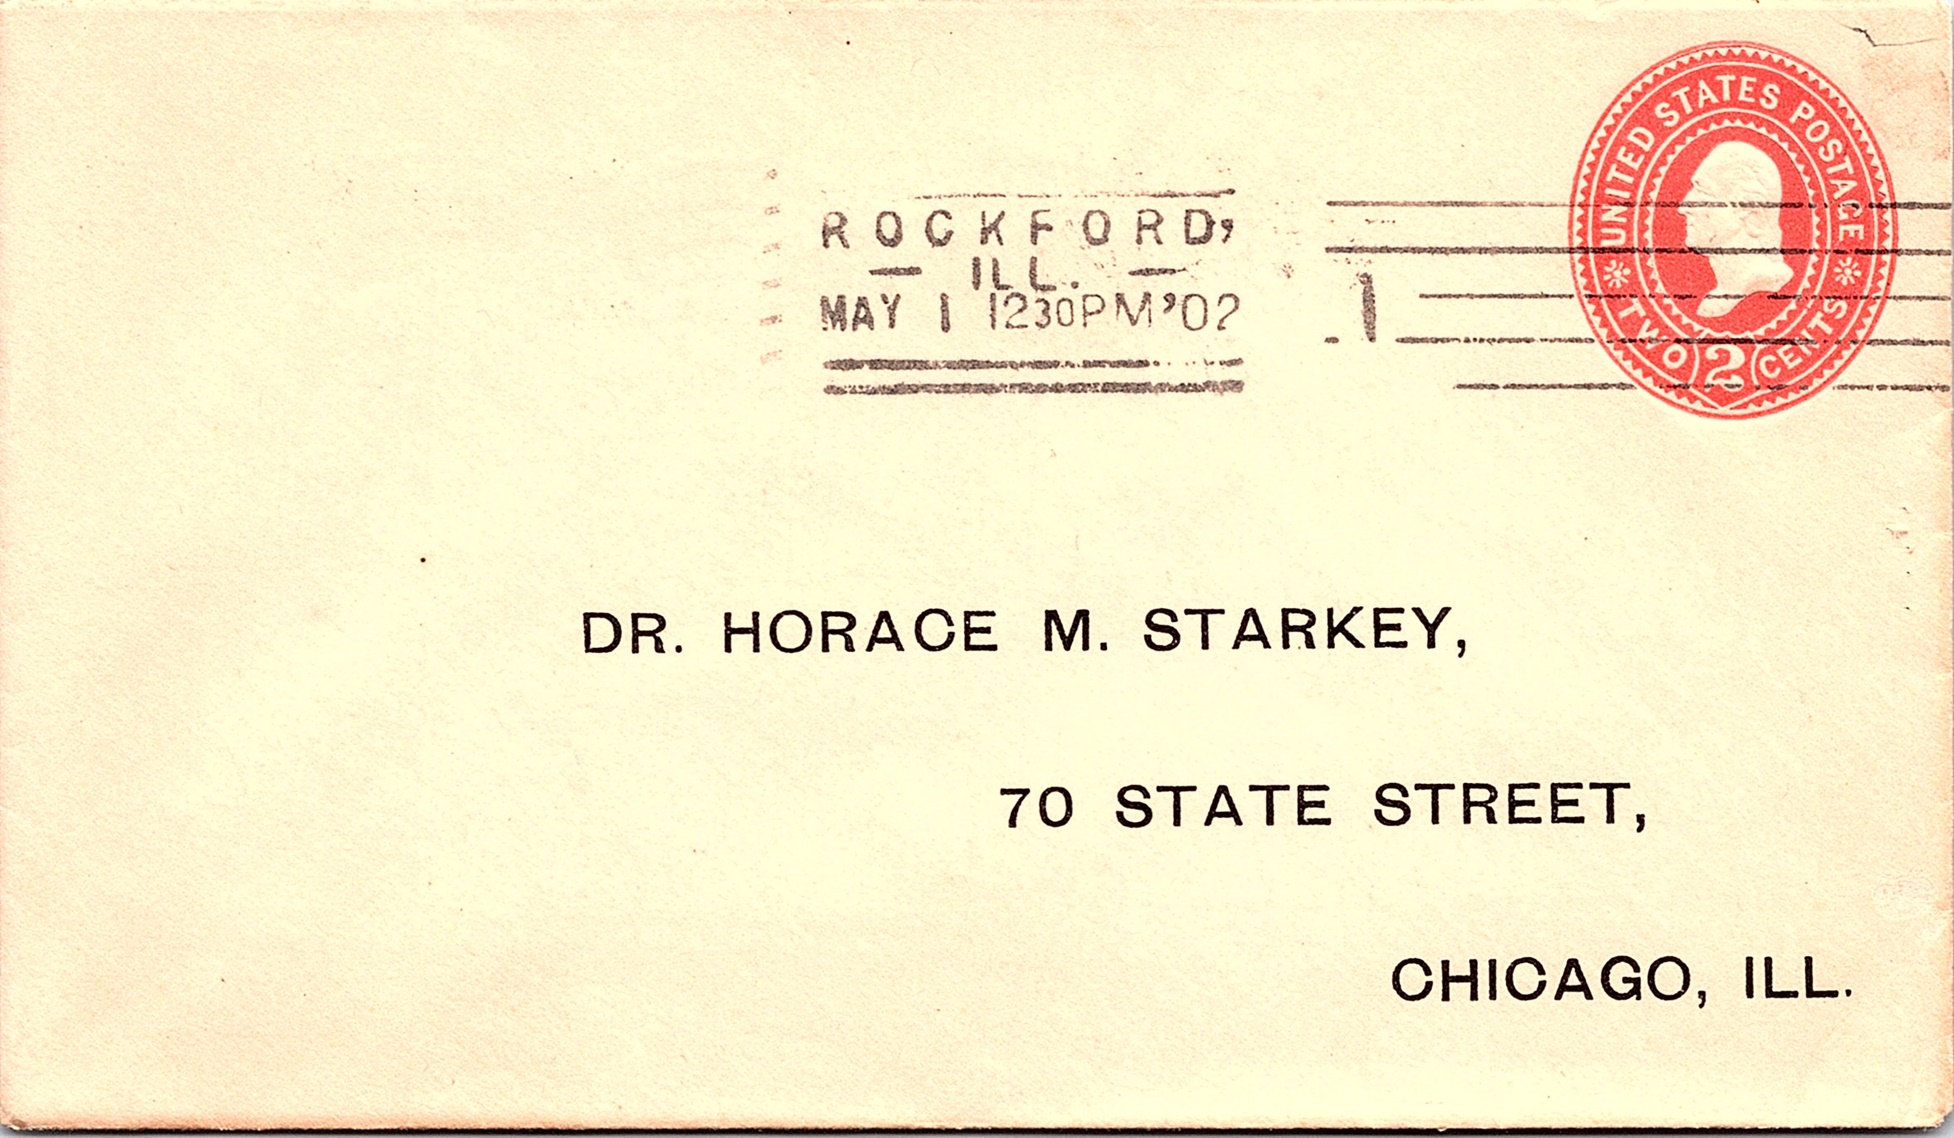 UNITED STATES POSTAGE
TWO 2 CENTS
ROCKFORD,
— ILL. —
MAY 1 1230PM'02
1
DR. HORACE M. STARKEY,
70 STATE STREET,
CHICAGO, ILL.